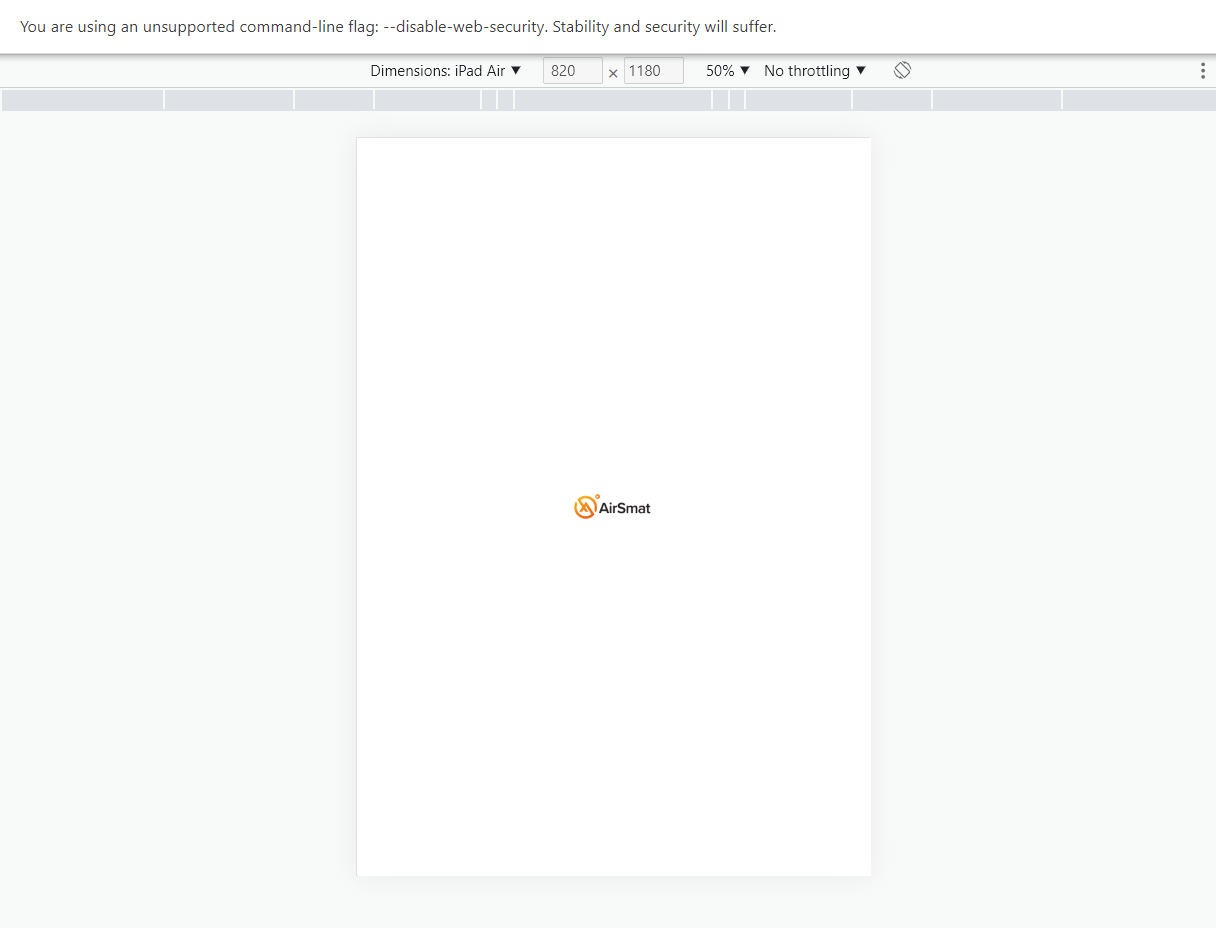 You are using an unsupported command-line flag: --disable-web-security. Stability and security will suffer.
Dimensions: iPad Air ▼ 820 × 1180 50% ▼ No throttling ▼
AirSmat